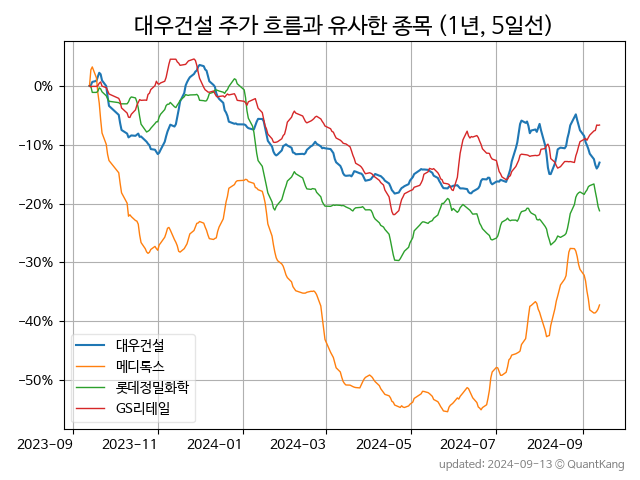 대우건설 주가 흐름과 유사한 종목 (1년, 5일선)
0%
−10%
−20%
−30%
−40%
−50%
대우건설
메디톡스
롯데정밀화학
GS리테일
2023-09 2023-11 2024-01 2024-03 2024-05 2024-07 2024-09
updated: 2024-09-13 © QuantKang